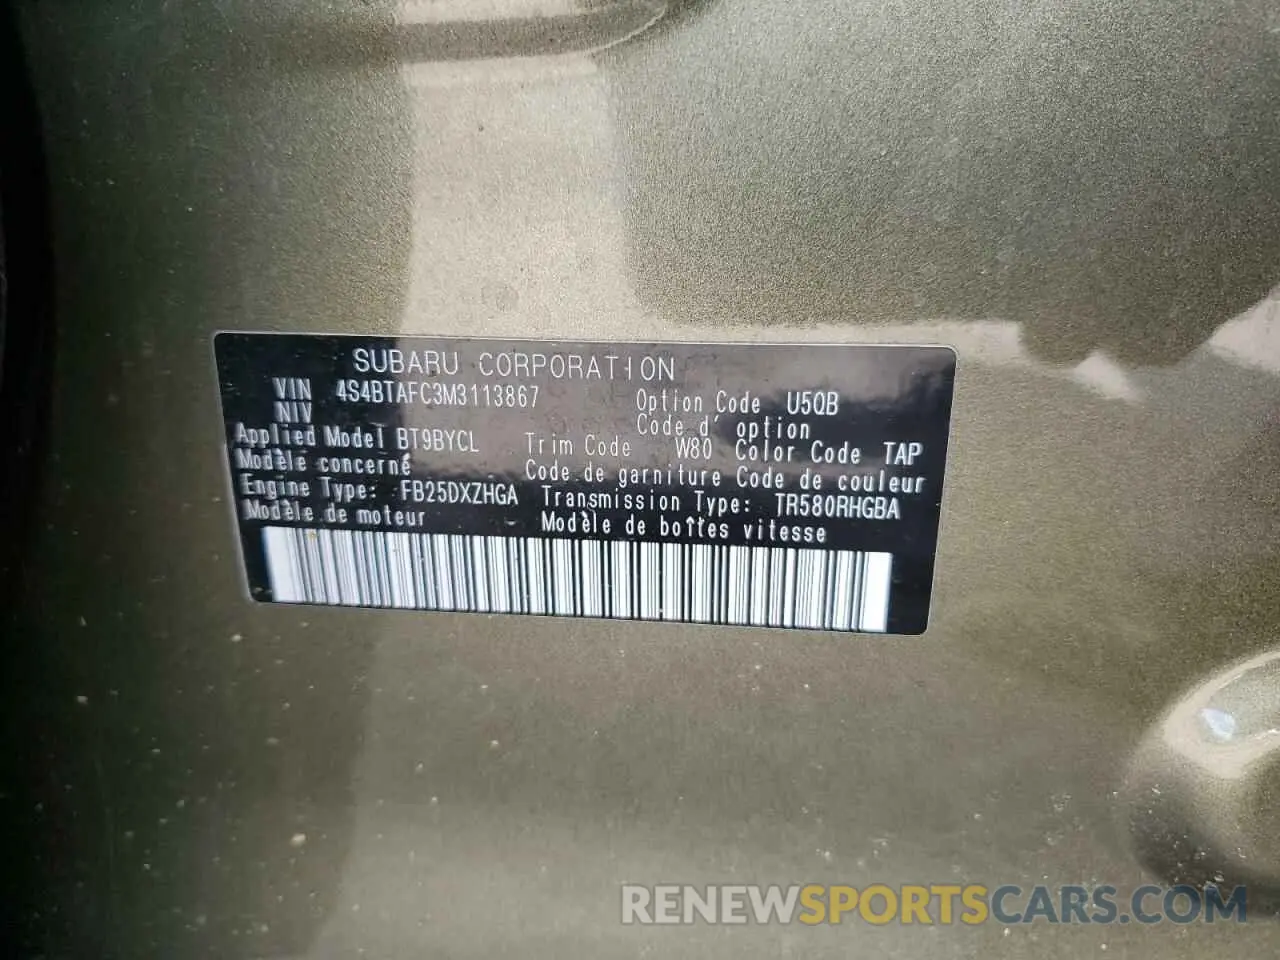 SUBARU CORPORATION
VIN 4S4BTAFC3M3113867 Option Code U5QB
NIV Code d'option
Applied Model BT9BYCL Trim Code W80 Color Code TAP
Modèle concerné Code de garniture Code de couleur
Engine Type: FB25DXZHGA Transmission Type: TR580RHGBA
Modèle de moteur Modèle de boîtes vitesse
RENEWSPORTSCARS.COM